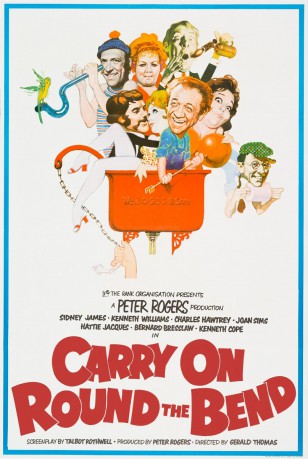 THE RANK ORGANISATION PRESENTS
A PETER ROGERS PRODUCTION
SIDNEY JAMES · KENNETH WILLIAMS · CHARLES HAWTREY · JOAN SIMS
HATTIE JACQUES · BERNARD BRESSLAW · KENNETH COPE
IN
CARRY ON
ROUND THE BEND
SCREENPLAY BY TALBOT ROTHWELL · PRODUCED BY PETER ROGERS · DIRECTED BY GERALD THOMAS